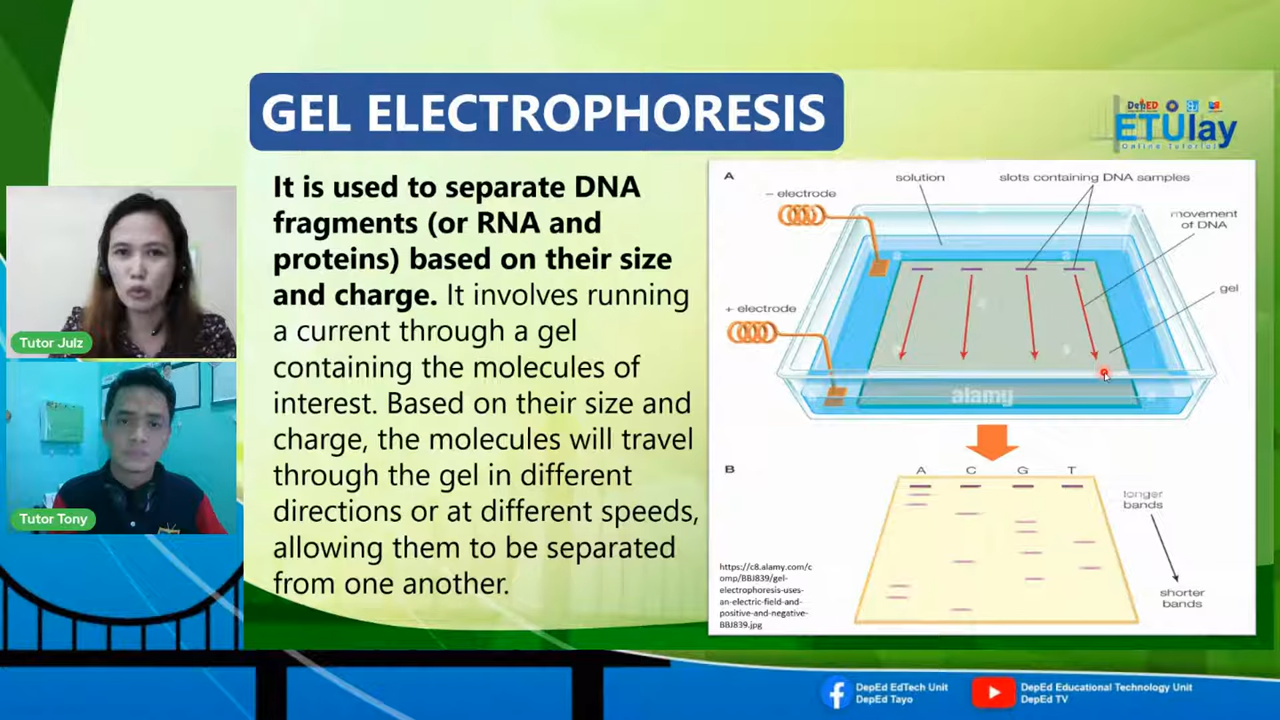 GEL ELECTROPHORESIS
DepED
ETUlay
Online Tutorial
It is used to separate DNA
fragments (or RNA and
proteins) based on their size
and charge. It involves running
a current through a gel
containing the molecules of
interest. Based on their size and
charge, the molecules will travel
through the gel in different
directions or at different speeds,
allowing them to be separated
from one another.
A
solution
slots containing DNA samples
– electrode
movement
of DNA
+ electrode
gel
alamy
B
A C G T
longer
bands
shorter
bands
https://c8.alamy.com/c
omp/BBJ839/gel-
electrophoresis-uses-
an-electric-field-and-
positive-and-negative-
BBJ839.jpg
Tutor Julz
Tutor Tony
DepEd EdTech Unit
DepEd Tayo
DepEd Educational Technology Unit
DepEd TV